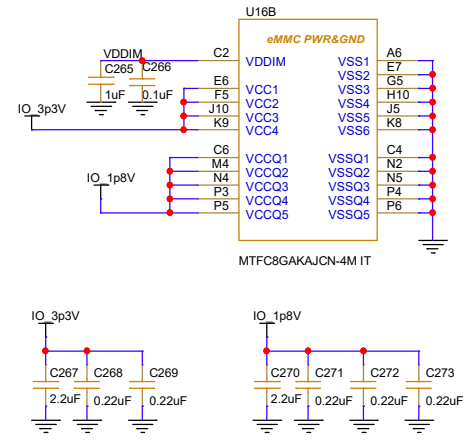 U16B
eMMC PWR&GND
VDDIM
C265
1uF
C266
0.1uF
C2 VDDIM VSS1 A6
VSS2 E7
E6 VCC1 VSS3 G5
F5 VCC2 VSS4 H10
J10 VCC3 VSS5 J5
K9 VCC4 VSS6 K8
IO_3p3V
C6 VCCQ1 VSSQ1 C4
M4 VCCQ2 VSSQ2 N2
N4 VCCQ3 VSSQ3 N5
P3 VCCQ4 VSSQ4 P4
P5 VCCQ5 VSSQ5 P6
IO_1p8V
MTFC8GAKAJCN-4M IT
IO_3p3V
C267 C268 C269
2.2uF 0.22uF 0.22uF
IO_1p8V
C270 C271 C272 C273
2.2uF 0.22uF 0.22uF 0.22uF